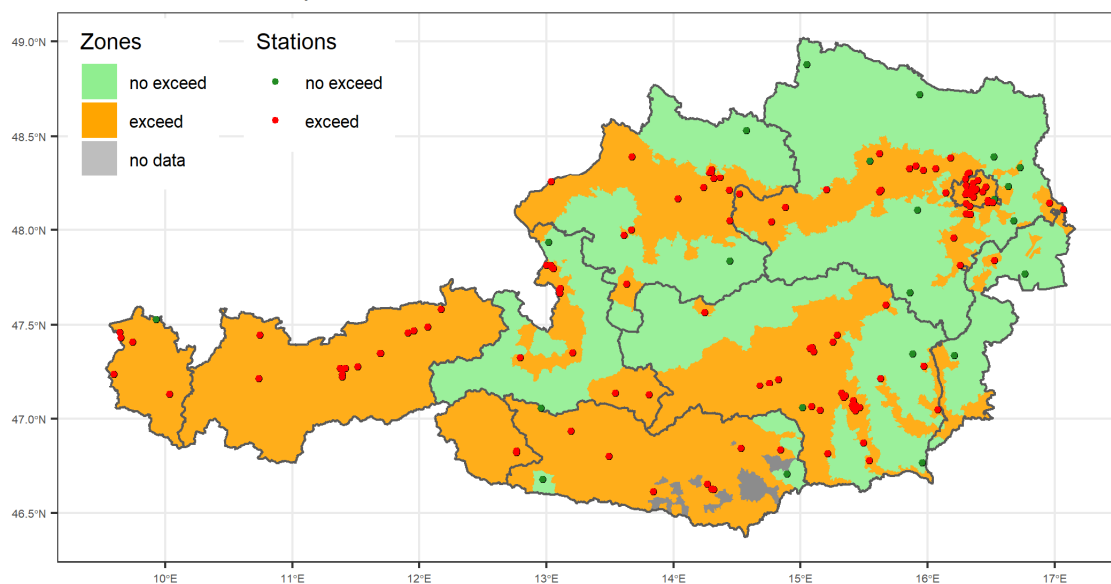 Zones
no exceed
exceed
no data
Stations
no exceed
exceed
49.0°N
48.5°N
48.0°N
47.5°N
47.0°N
46.5°N
10°E 11°E 12°E 13°E 14°E 15°E 16°E 17°E